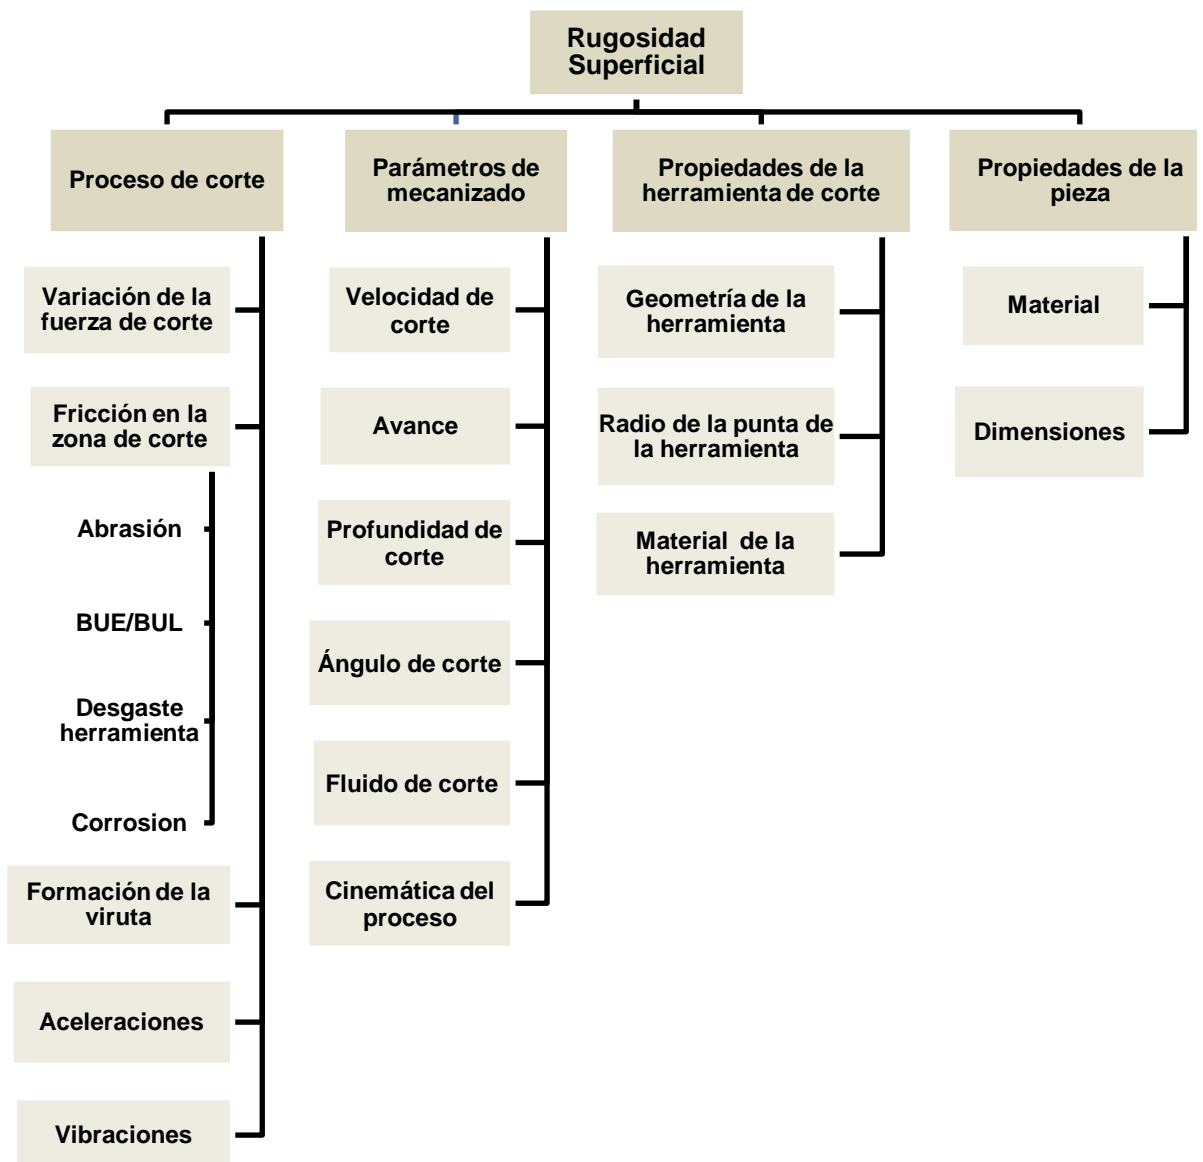 Rugosidad
Superficial
Proceso de corte
Parámetros de
mecanizado
Propiedades de la
herramienta de corte
Propiedades de la
pieza
Variación de la
fuerza de corte
Fricción en la
zona de corte
Abrasión
BUE/BUL
Desgaste
herramienta
Corrosion
Formación de la
viruta
Aceleraciones
Vibraciones
Velocidad de
corte
Avance
Profundidad de
corte
Ángulo de corte
Fluido de corte
Cinemática del
proceso
Geometría de la
herramienta
Radio de la punta de
la herramienta
Material de la
herramienta
Material
Dimensiones